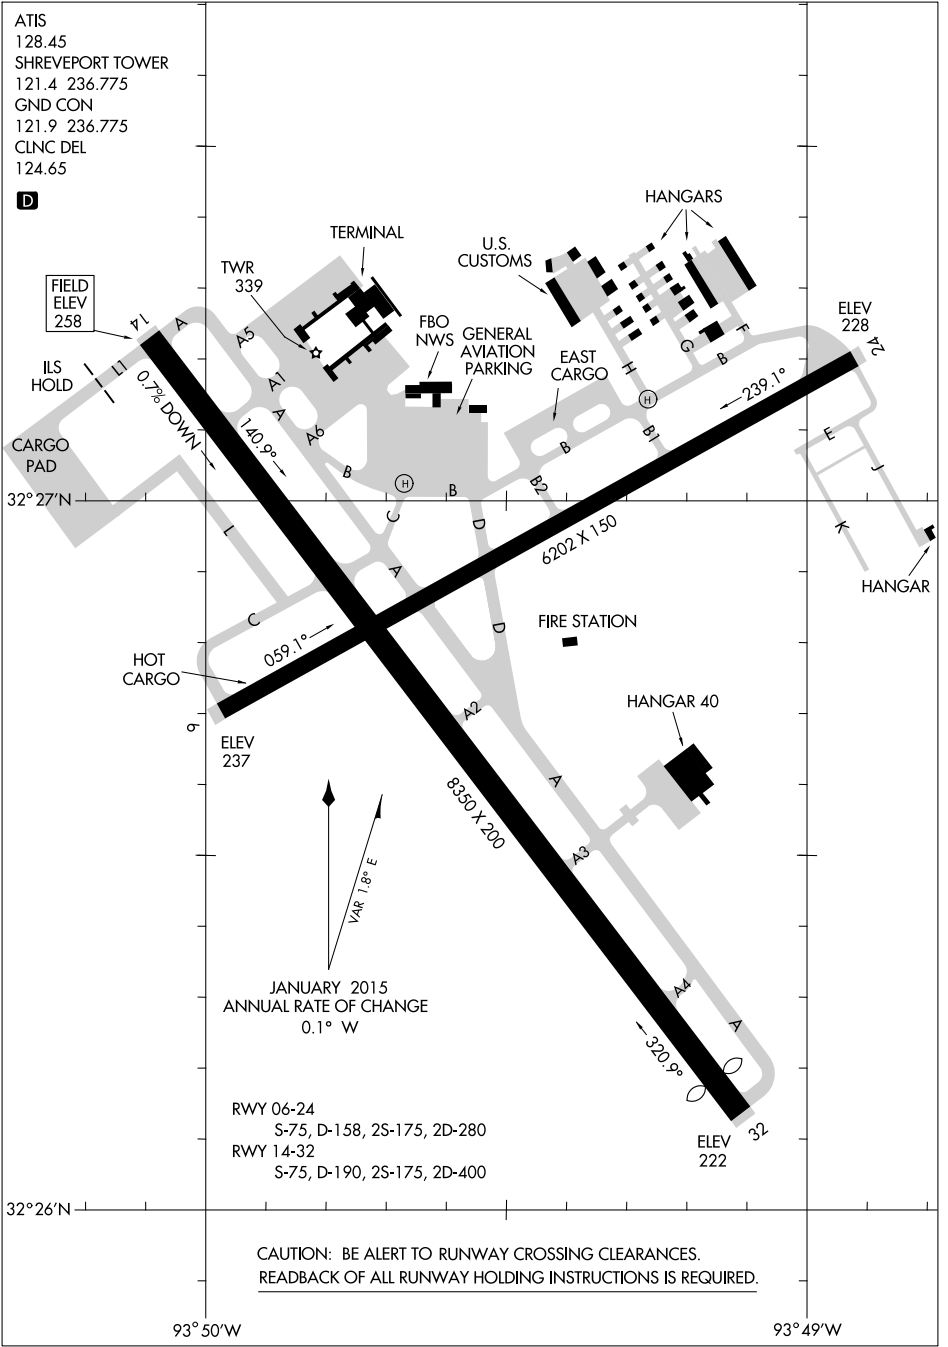 ATIS
128.45
SHREVEPORT TOWER
121.4 236.775
GND CON
121.9 236.775
CLNC DEL
124.65
D
HANGARS
TERMINAL
U.S.
CUSTOMS
TWR
339
FIELD
ELEV
258
14
A
A5
ELEV
228
24
FBO
NWS
GENERAL
AVIATION
PARKING
EAST
CARGO
F
G
B
H
H
ILS
HOLD
L1
0.7% DOWN
A1
A
A6
140.9°
239.1°
B1
B
E
J
CARGO
PAD
B
H
B
B2
32°27'N
C
D
K
L
6202 X 150
A
HANGAR
C
059.1°
D
FIRE STATION
HOT
CARGO
6
ELEV
237
A2
HANGAR 40
A
8350 X 200
A3
VAR 1.8° E
JANUARY 2015
ANNUAL RATE OF CHANGE
0.1° W
A4
A
320.9°
RWY 06-24
S-75, D-158, 2S-175, 2D-280
RWY 14-32
S-75, D-190, 2S-175, 2D-400
32
ELEV
222
32°26'N
CAUTION: BE ALERT TO RUNWAY CROSSING CLEARANCES.
READBACK OF ALL RUNWAY HOLDING INSTRUCTIONS IS REQUIRED.
93°50'W
93°49'W